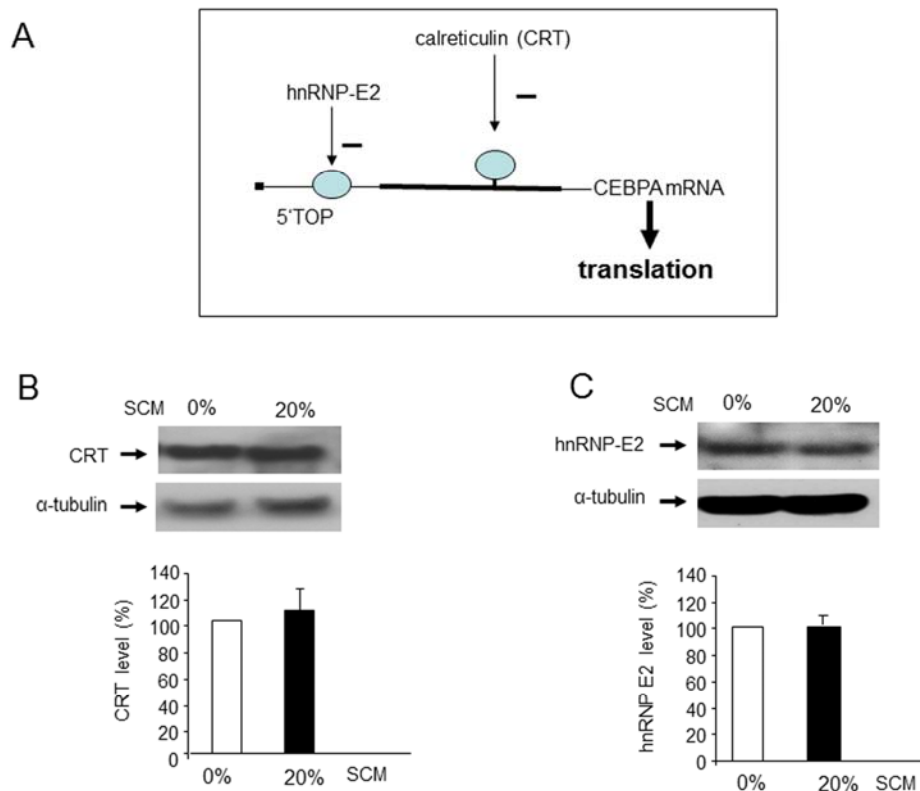 A
calreticulin (CRT)
hnRNP-E2
5'TOP
CEBPA mRNA
translation
B
SCM 0% 20%
CRT
α-tubulin
140
120
100
80
60
40
20
0
CRT level (%)
0% 20% SCM
C
SCM 0% 20%
hnRNP-E2
α-tubulin
140
120
100
80
60
40
20
0
hnRNP E2 level (%)
0% 20% SCM